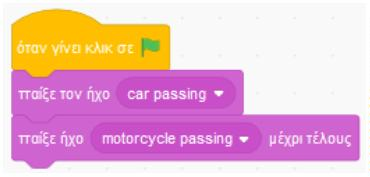 όταν γίνει κλικ σε
παίξε τον ήχο car passing
παίξε ήχο motorcycle passing μέχρι τέλους